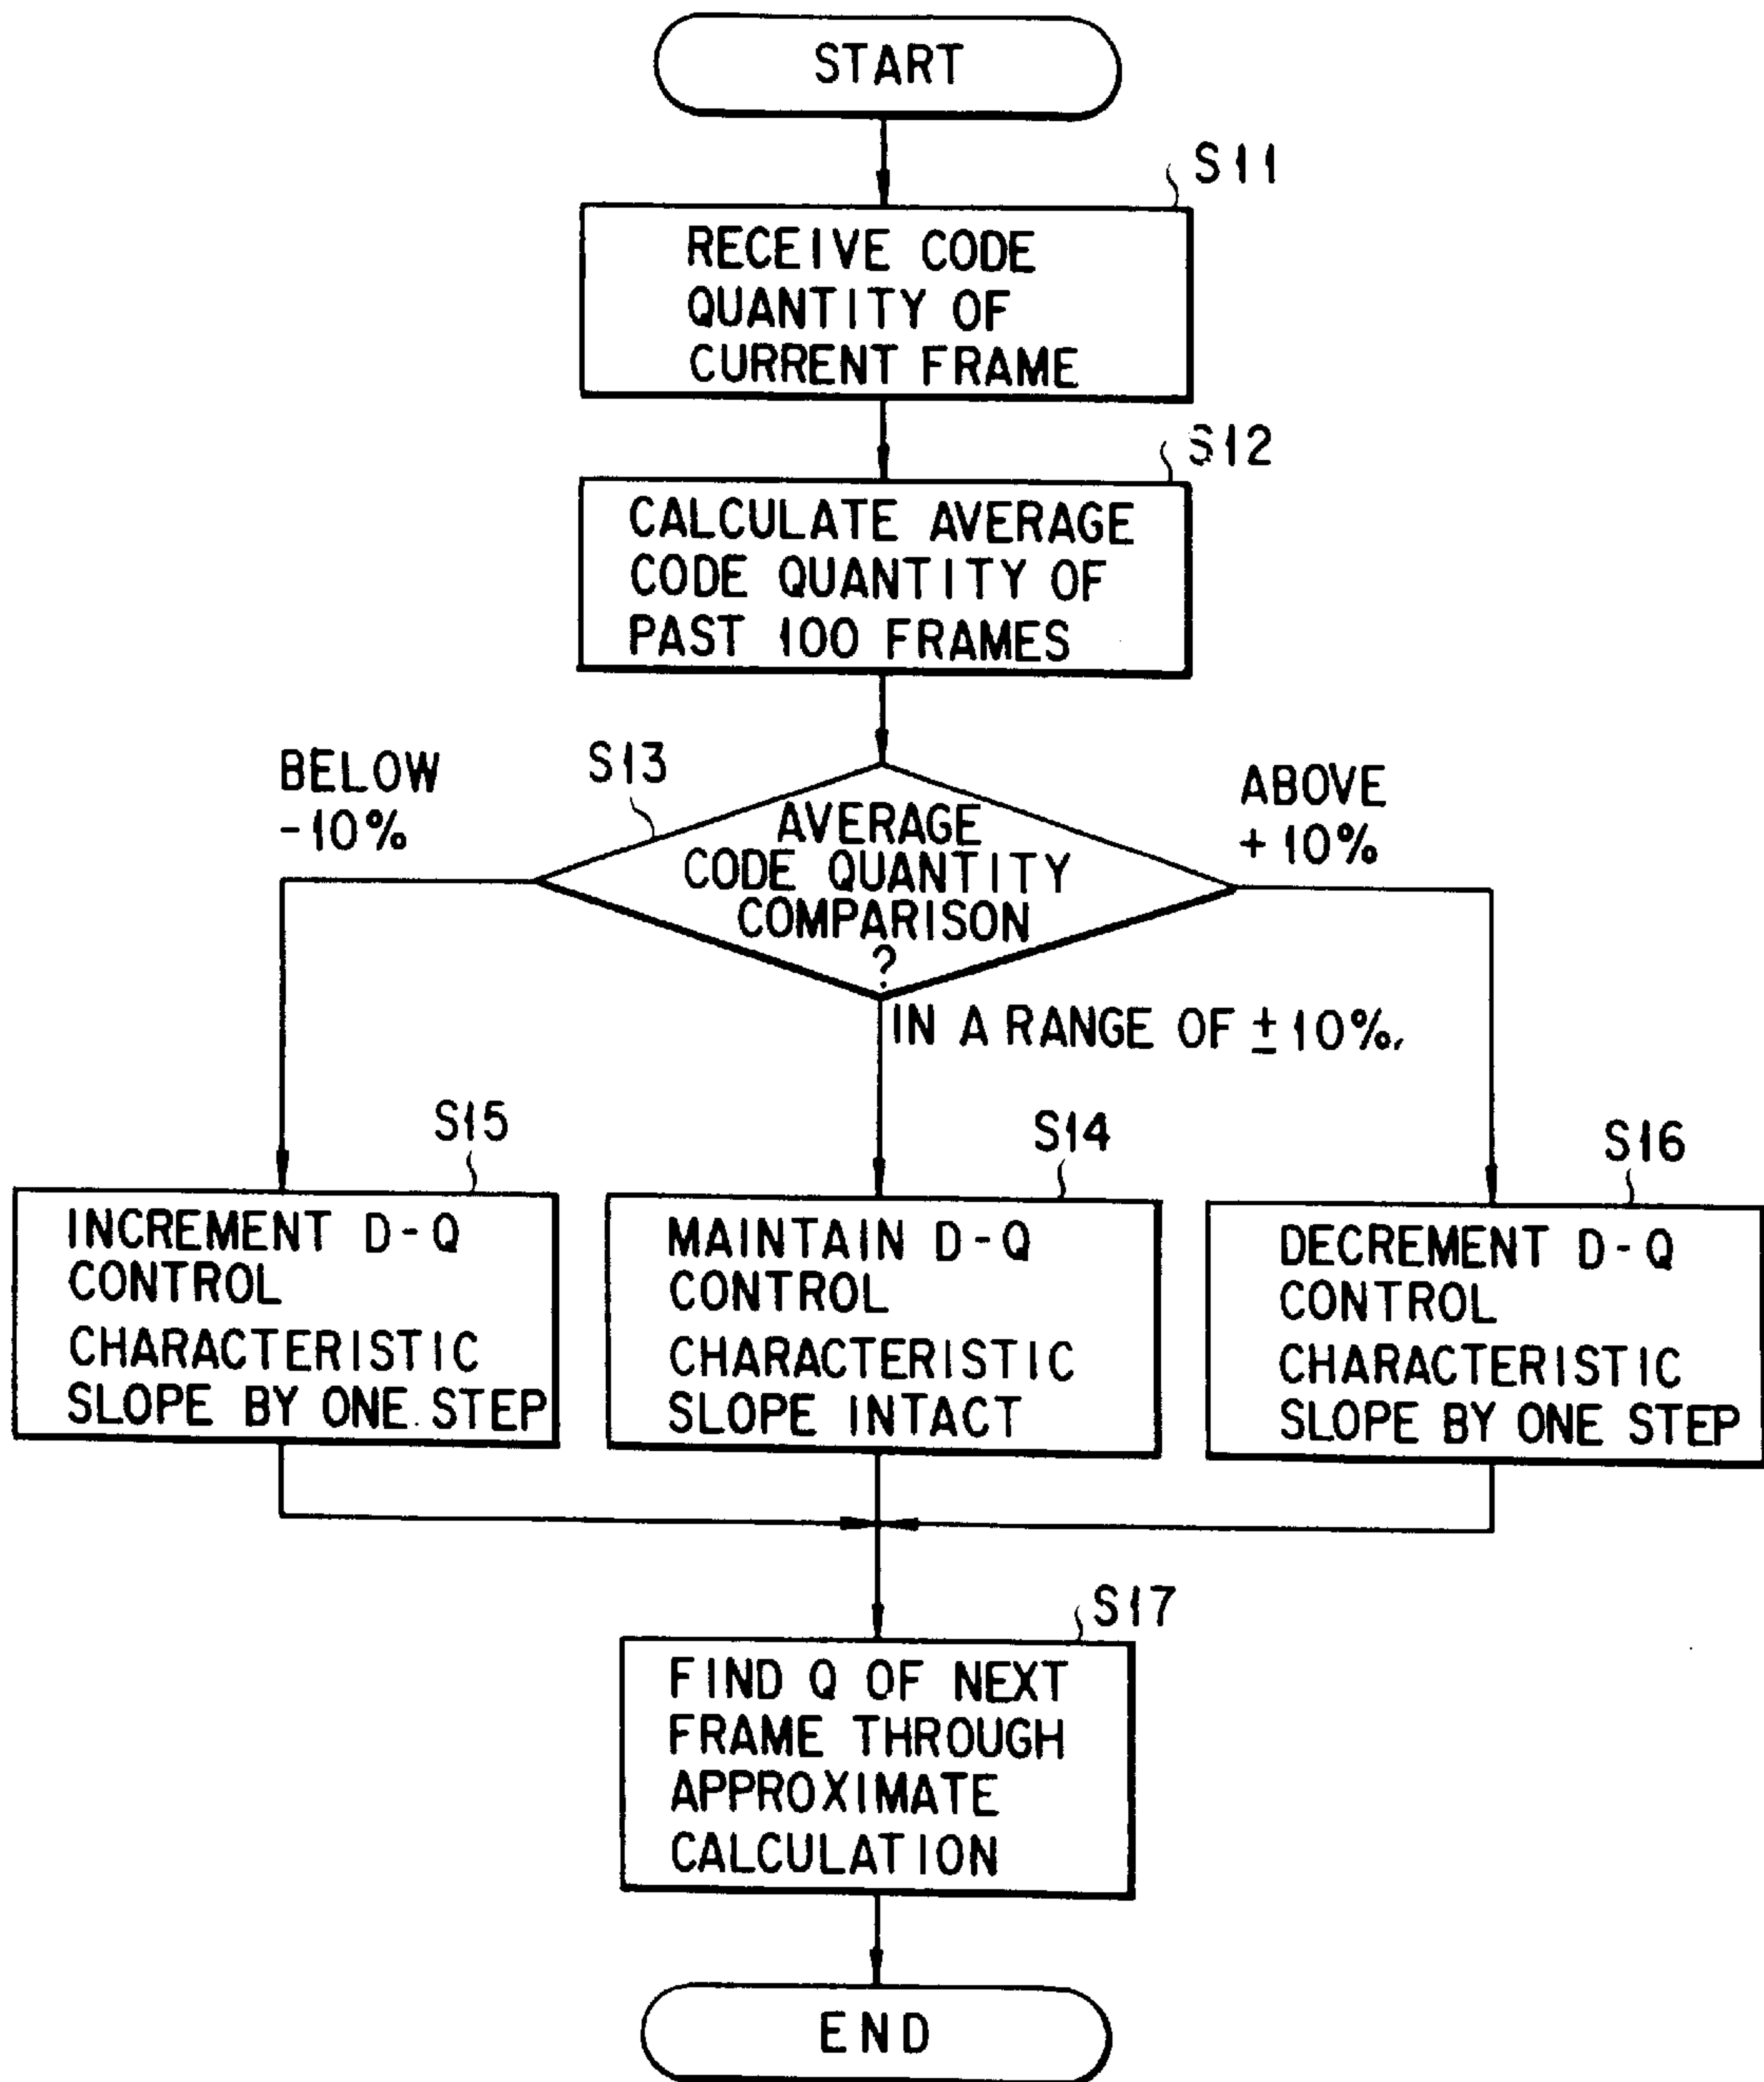 START
S11
RECEIVE CODE
QUANTITY OF
CURRENT FRAME
S12
CALCULATE AVERAGE
CODE QUANTITY OF
PAST 100 FRAMES
BELOW
-10%
S13
AVERAGE
CODE QUANTITY
COMPARISON
?
ABOVE
+10%
IN A RANGE OF ±10%.
S15
INCREMENT D-Q
CONTROL
CHARACTERISTIC
SLOPE BY ONE STEP
S14
MAINTAIN D-Q
CONTROL
CHARACTERISTIC
SLOPE INTACT
S16
DECREMENT D-Q
CONTROL
CHARACTERISTIC
SLOPE BY ONE STEP
S17
FIND Q OF NEXT
FRAME THROUGH
APPROXIMATE
CALCULATION
END